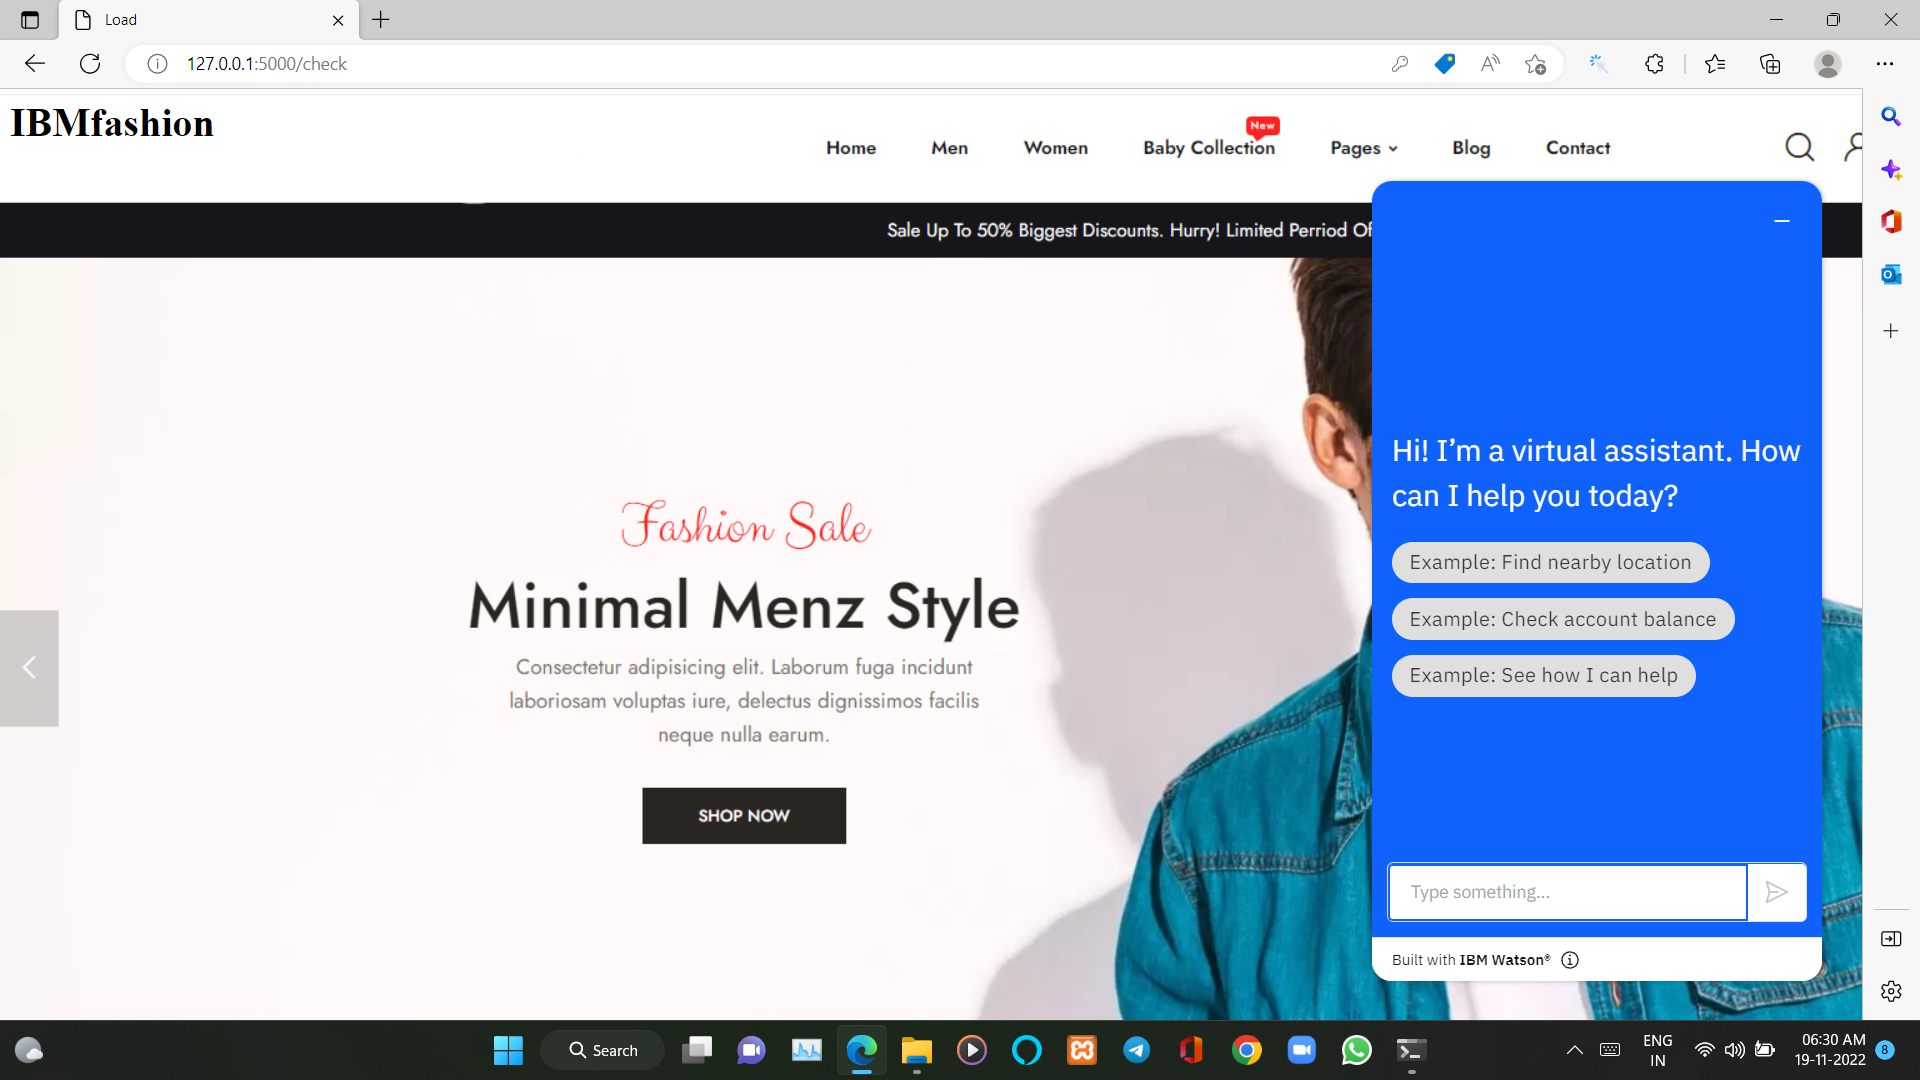 Load
127.0.0.1:5000/check
IBMfashion
New
Home Men Women Baby Collection Pages Blog Contact
Sale Up To 50% Biggest Discounts. Hurry! Limited Perriod Of
Fashion Sale
Minimal Menz Style
Consectetur adipisicing elit. Laborum fuga incidunt
laboriosam voluptas iure, delectus dignissimos facilis
neque nulla earum.
SHOP NOW
Hi! I’m a virtual assistant. How
can I help you today?
Example: Find nearby location
Example: Check account balance
Example: See how I can help
Type something...
Built with IBM Watson®
Search
ENG
IN
06:30 AM
19-11-2022
8